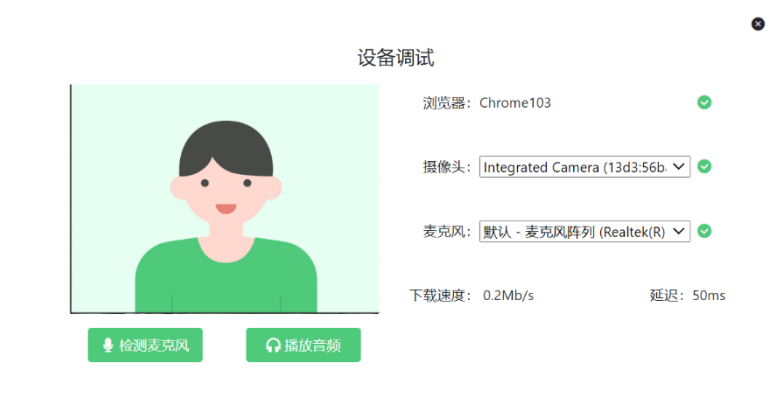 设备调试
浏览器：Chrome103
摄像头：Integrated Camera (13d3:56b
麦克风：默认 - 麦克风阵列 (Realtek(R)
下载速度：0.2Mb/s 延迟：50ms
检测麦克风 播放音频